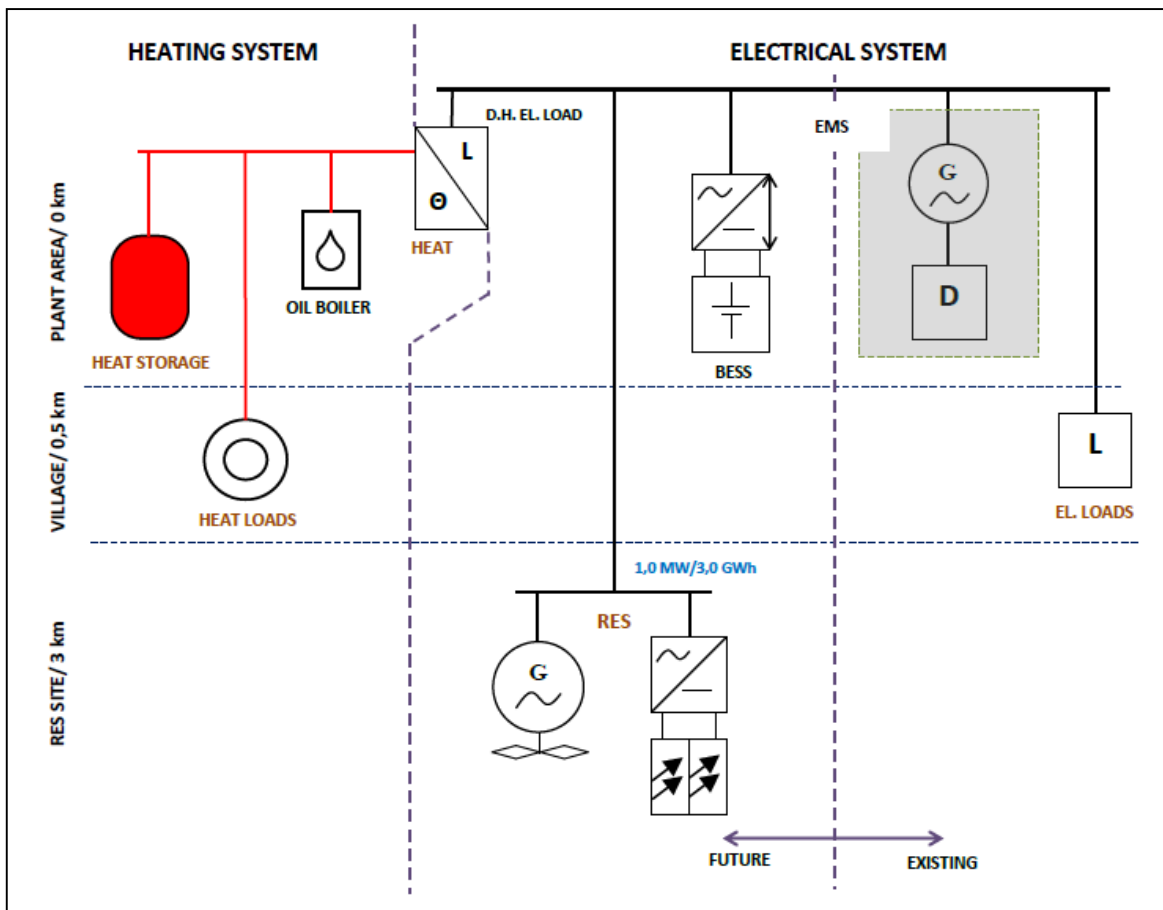 HEATING SYSTEM
ELECTRICAL SYSTEM
D.H. EL. LOAD
EMS
L
Θ
G
HEAT
D
OIL BOILER
PLANT AREA/ 0 km
HEAT STORAGE
BESS
VILLAGE/ 0,5 km
L
HEAT LOADS
EL. LOADS
1,0 MW/3,0 GWh
RES
G
RES SITE/ 3 km
FUTURE
EXISTING